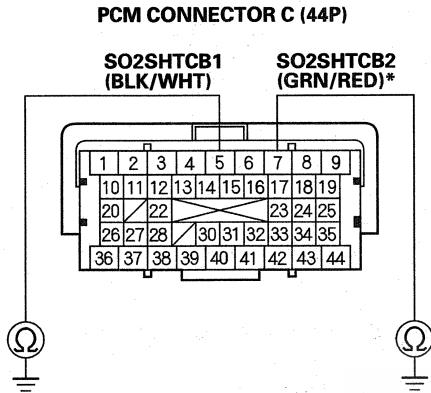 PCM CONNECTOR C (44P)
SO2SHTCB1 SO2SHTCB2
(BLK/WHT) (GRN/RED)*
1 2 3 4 5 6 7 8 9
10 11 12 13 14 15 16 17 18 19
20 22 23 24 25
26 27 28 30 31 32 33 34 35
36 37 38 39 40 41 42 43 44
Ω Ω